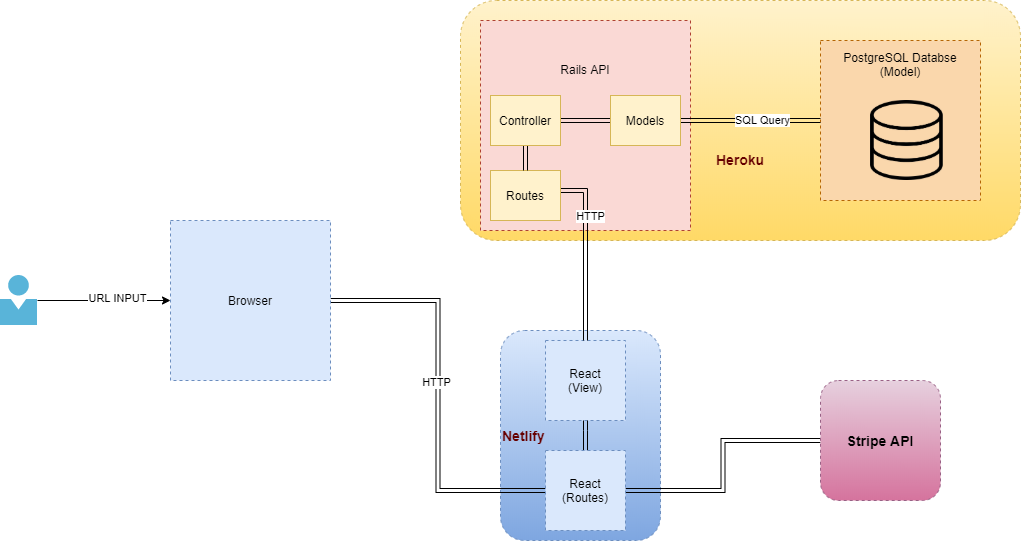 Rails API
PostgreSQL Databse
(Model)
Controller
Models
SQL Query
Heroku
Routes
HTTP
URL INPUT
Browser
HTTP
React
(View)
Netlify
Stripe API
React
(Routes)